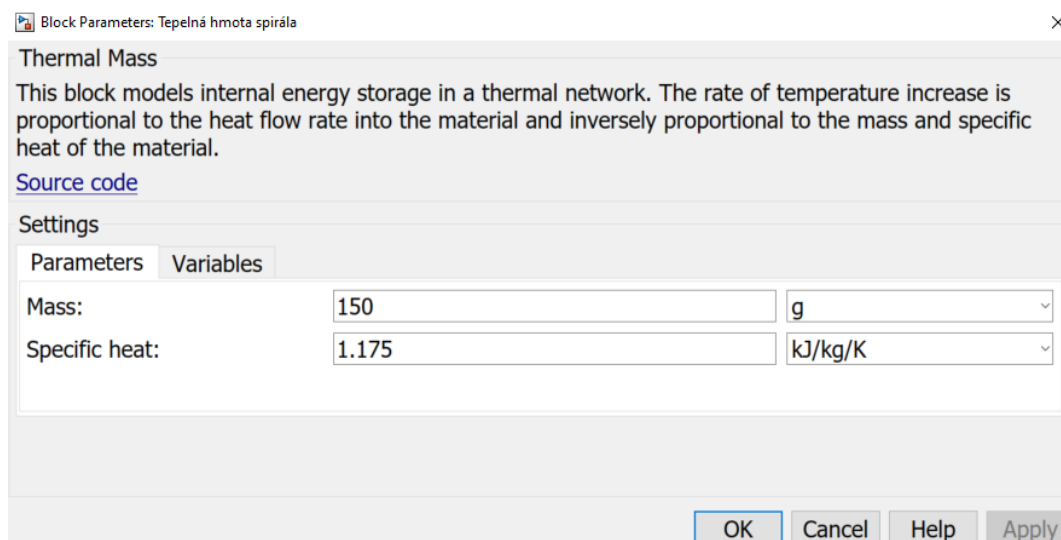 Block Parameters: Tepelná hmota spirála
Thermal Mass
This block models internal energy storage in a thermal network. The rate of temperature increase is
proportional to the heat flow rate into the material and inversely proportional to the mass and specific
heat of the material.
Source code
Settings
Parameters Variables
Mass: 150 g
Specific heat: 1.175 kJ/kg/K
OK Cancel Help Apply